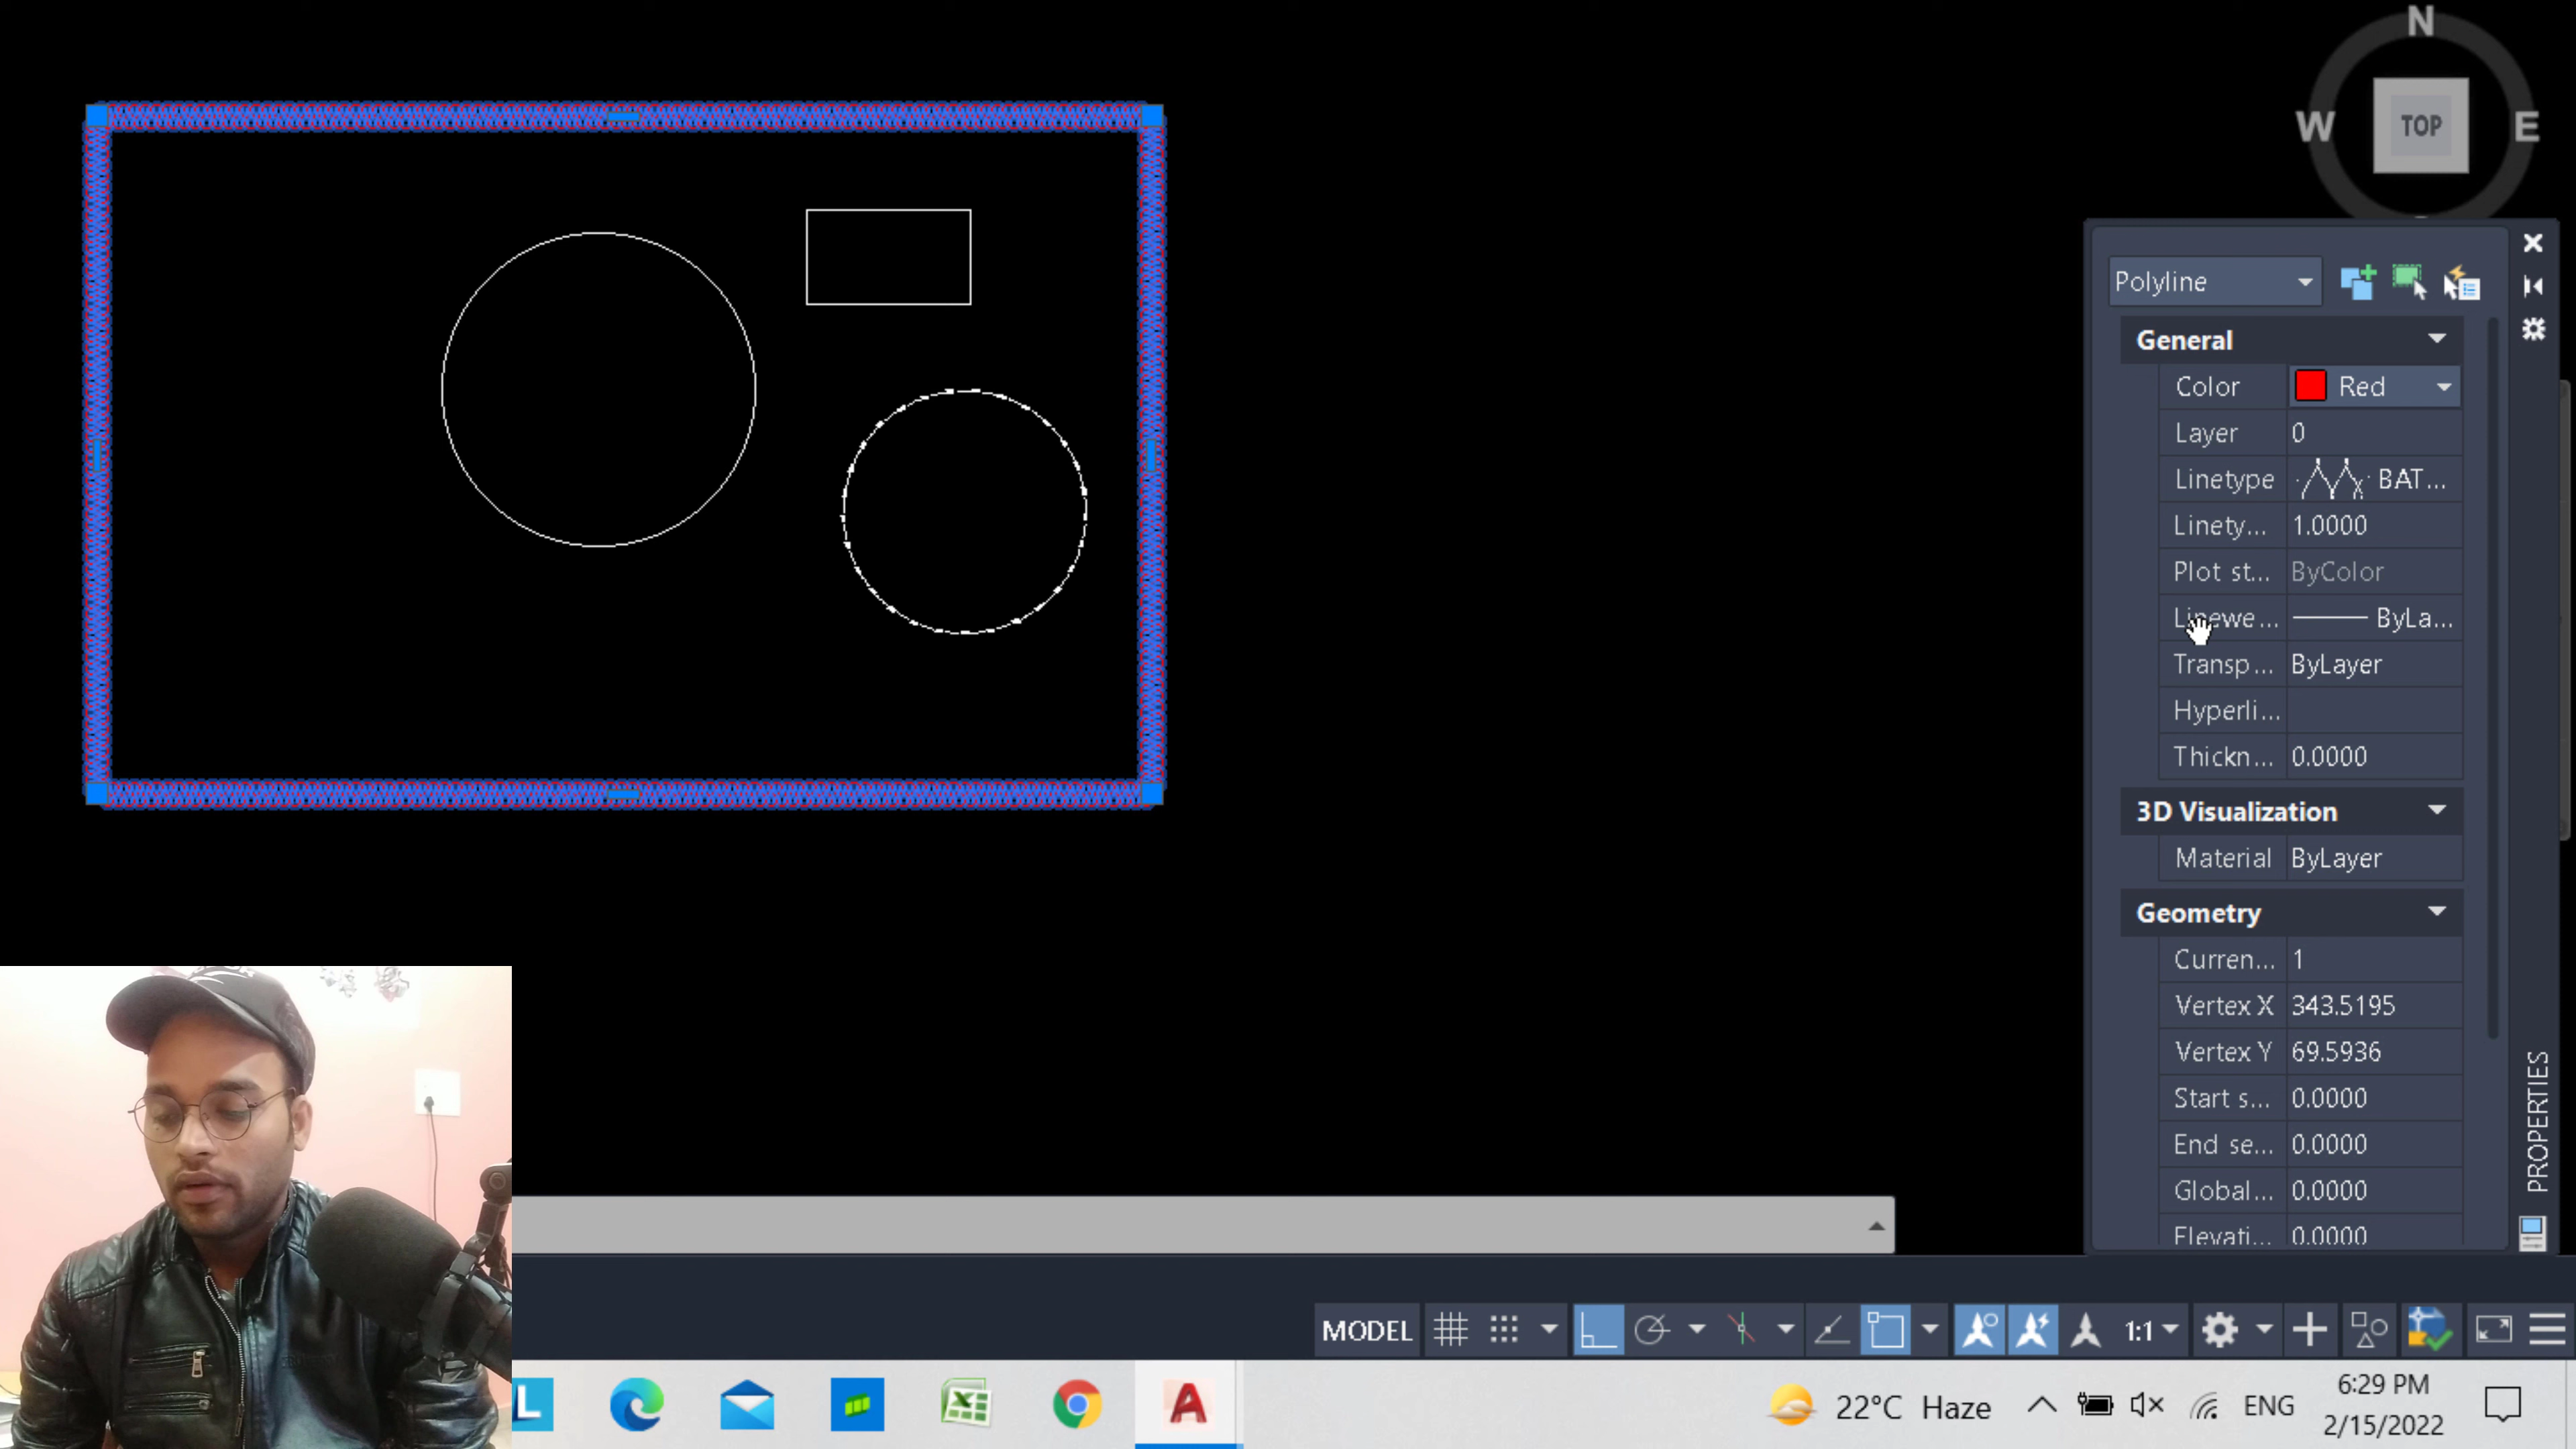 N
W
TOP
E
Polyline
General
Color Red
Layer 0
Linetype BAT...
Linety... 1.0000
Plot st... ByColor
Linewe... ByLa...
Transp... ByLayer
Hyperli...
Thickn... 0.0000
3D Visualization
Material ByLayer
Geometry
Curren... 1
Vertex X 343.5195
Vertex Y 69.5936
Start s... 0.0000
End se... 0.0000
Global... 0.0000
Elevati... 0.0000
PROPERTIES
MODEL
1:1
L
A
22°C Haze
ENG
6:29 PM
2/15/2022